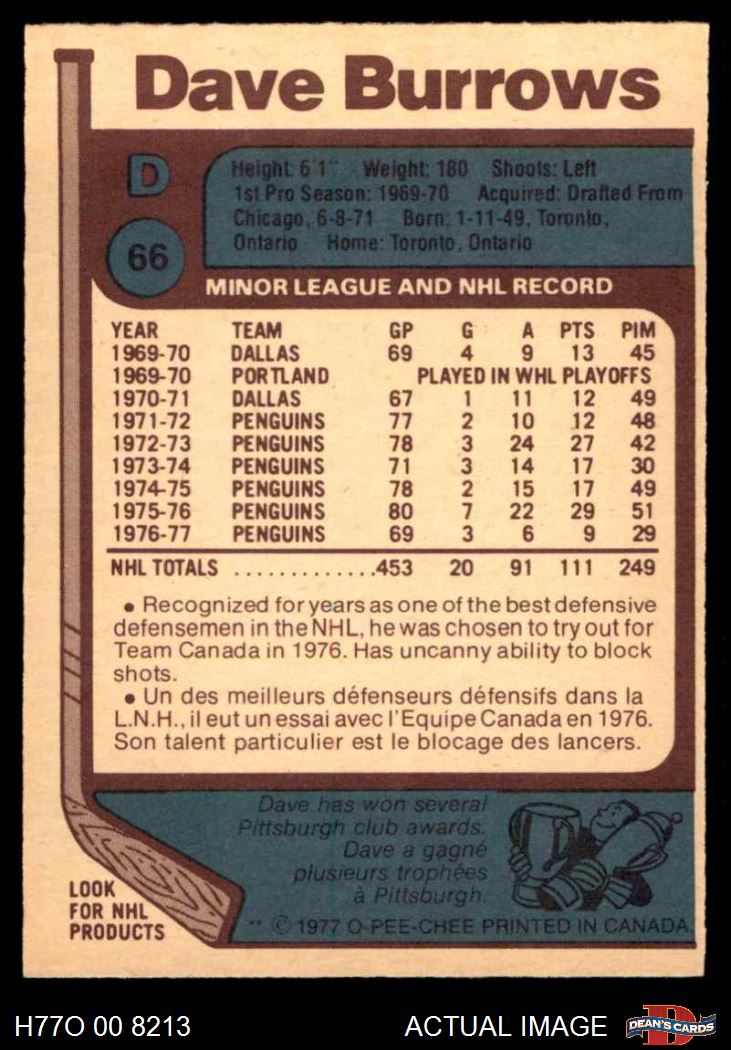 Dave Burrows
D
66
Height: 6'1" Weight: 180 Shoots: Left
1st Pro Season: 1969-70 Acquired: Drafted From
Chicago, 6-8-71 Born: 1-11-49, Toronto,
Ontario Home: Toronto, Ontario
MINOR LEAGUE AND NHL RECORD
YEAR TEAM GP G A PTS PIM
1969-70 DALLAS 69 4 9 13 45
1969-70 PORTLAND PLAYED IN WHL PLAYOFFS
1970-71 DALLAS 67 1 11 12 49
1971-72 PENGUINS 77 2 10 12 48
1972-73 PENGUINS 78 3 24 27 42
1973-74 PENGUINS 71 3 14 17 30
1974-75 PENGUINS 78 2 15 17 49
1975-76 PENGUINS 80 7 22 29 51
1976-77 PENGUINS 69 3 6 9 29
NHL TOTALS .............453 20 91 111 249
• Recognized for years as one of the best defensive
defensemen in the NHL, he was chosen to try out for
Team Canada in 1976. Has uncanny ability to block
shots.
• Un des meilleurs défenseurs défensifs dans la
L.N.H., il eut un essai avec l'Equipe Canada en 1976.
Son talent particulier est le blocage des lancers.
Dave has won several
Pittsburgh club awards.
Dave a gagné
plusieurs trophées
à Pittsburgh.
LOOK
FOR NHL
PRODUCTS
** © 1977 O-PEE-CHEE PRINTED IN CANADA.
H77O 00 8213 ACTUAL IMAGE
D
DEAN'S CARDS